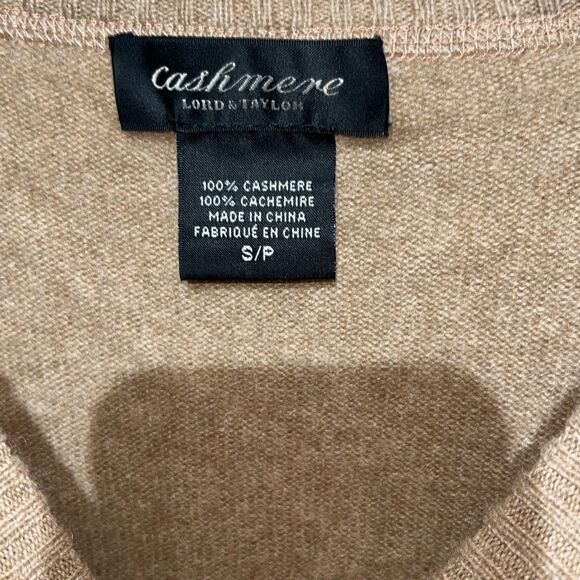 Cashmere
LORD & TAYLOR
100% CASHMERE
100% CACHEMIRE
MADE IN CHINA
FABRIQUÉ EN CHINE
S/P